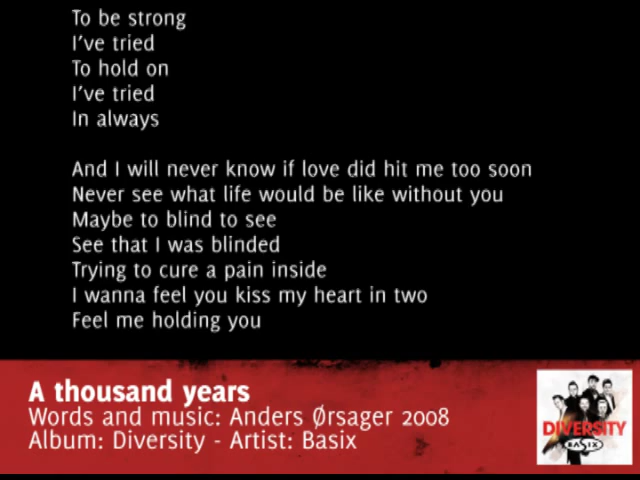 To be strong
I've tried
To hold on
I've tried
In always
And I will never know if love did hit me too soon
Never see what life would be like without you
Maybe to blind to see
See that I was blinded
Trying to cure a pain inside
I wanna feel you kiss my heart in two
Feel me holding you
A thousand years
Words and music: Anders Ørsager 2008
Album: Diversity - Artist: Basix
DIVERSITY
BASIX